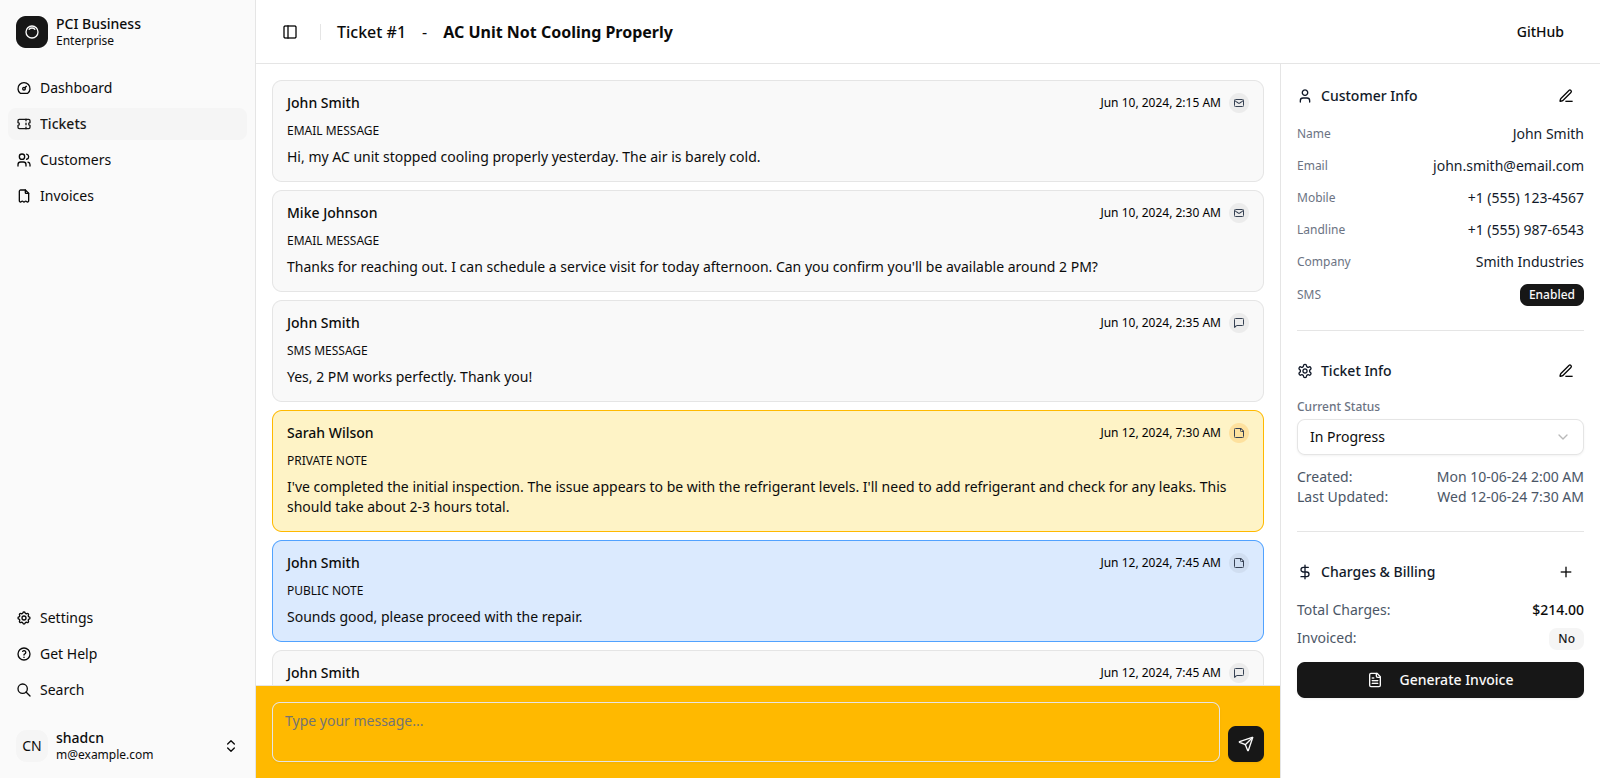 PCI Business
Enterprise
Dashboard
Tickets
Customers
Invoices
Settings
Get Help
Search
CN
shadcn
m@example.com
Ticket #1 - AC Unit Not Cooling Properly
GitHub
John Smith Jun 10, 2024, 2:15 AM
EMAIL MESSAGE
Hi, my AC unit stopped cooling properly yesterday. The air is barely cold.
Mike Johnson Jun 10, 2024, 2:30 AM
EMAIL MESSAGE
Thanks for reaching out. I can schedule a service visit for today afternoon. Can you confirm you'll be available around 2 PM?
John Smith Jun 10, 2024, 2:35 AM
SMS MESSAGE
Yes, 2 PM works perfectly. Thank you!
Sarah Wilson Jun 12, 2024, 7:30 AM
PRIVATE NOTE
I've completed the initial inspection. The issue appears to be with the refrigerant levels. I'll need to add refrigerant and check for any leaks. This
should take about 2-3 hours total.
John Smith Jun 12, 2024, 7:45 AM
PUBLIC NOTE
Sounds good, please proceed with the repair.
John Smith Jun 12, 2024, 7:45 AM
Type your message...
Customer Info
Name John Smith
Email john.smith@email.com
Mobile +1 (555) 123-4567
Landline +1 (555) 987-6543
Company Smith Industries
SMS Enabled
Ticket Info
Current Status
In Progress
Created: Mon 10-06-24 2:00 AM
Last Updated: Wed 12-06-24 7:30 AM
Charges & Billing
Total Charges: $214.00
Invoiced: No
Generate Invoice